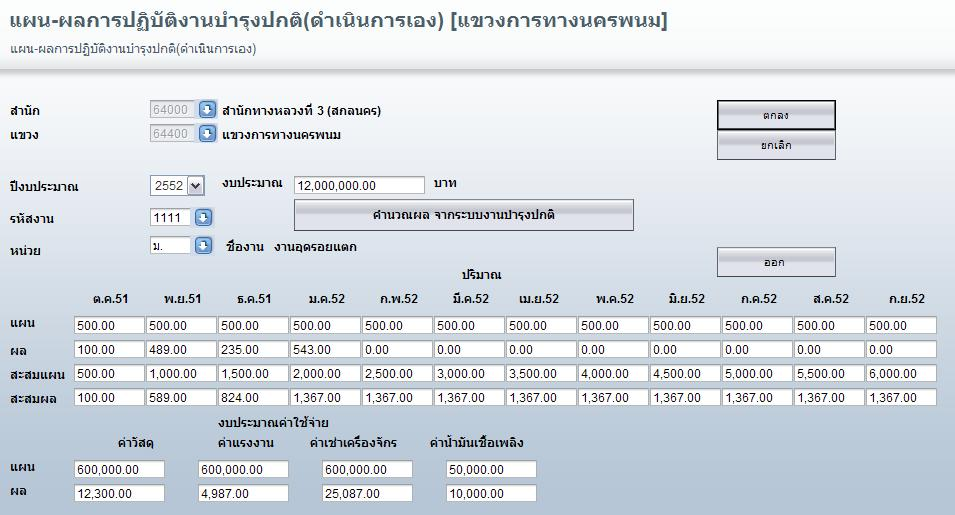 แผน-ผลการปฏิบัติงานบำรุงปกติ(ดำเนินการเอง) [แขวงการทางนครพนม]
แผน-ผลการปฏิบัติงานบำรุงปกติ(ดำเนินการเอง)
สำนัก 64000 สำนักทางหลวงที่ 3 (สกลนคร) ตกลง
แขวง 64400 แขวงการทางนครพนม ยกเลิก
ปีงบประมาณ 2552 งบประมาณ 12,000,000.00 บาท
รหัสงาน 1111 คำนวณผล จากระบบงานบำรุงปกติ
หน่วย ม. ชื่องาน งานอุดรอยแตก ออก
ปริมาณ
ต.ค.51 พ.ย.51 ธ.ค.51 ม.ค.52 ก.พ.52 มี.ค.52 เม.ย.52 พ.ค.52 มิ.ย.52 ก.ค.52 ส.ค.52 ก.ย.52
แผน 500.00 500.00 500.00 500.00 500.00 500.00 500.00 500.00 500.00 500.00 500.00 500.00
ผล 100.00 489.00 235.00 543.00 0.00 0.00 0.00 0.00 0.00 0.00 0.00 0.00
สะสมแผน 500.00 1,000.00 1,500.00 2,000.00 2,500.00 3,000.00 3,500.00 4,000.00 4,500.00 5,000.00 5,500.00 6,000.00
สะสมผล 100.00 589.00 824.00 1,367.00 1,367.00 1,367.00 1,367.00 1,367.00 1,367.00 1,367.00 1,367.00 1,367.00
งบประมาณค่าใช้จ่าย
ค่าวัสดุ ค่าแรงงาน ค่าเช่าเครื่องจักร ค่าน้ำมันเชื้อเพลิง
แผน 600,000.00 600,000.00 600,000.00 50,000.00
ผล 12,300.00 4,987.00 25,087.00 10,000.00